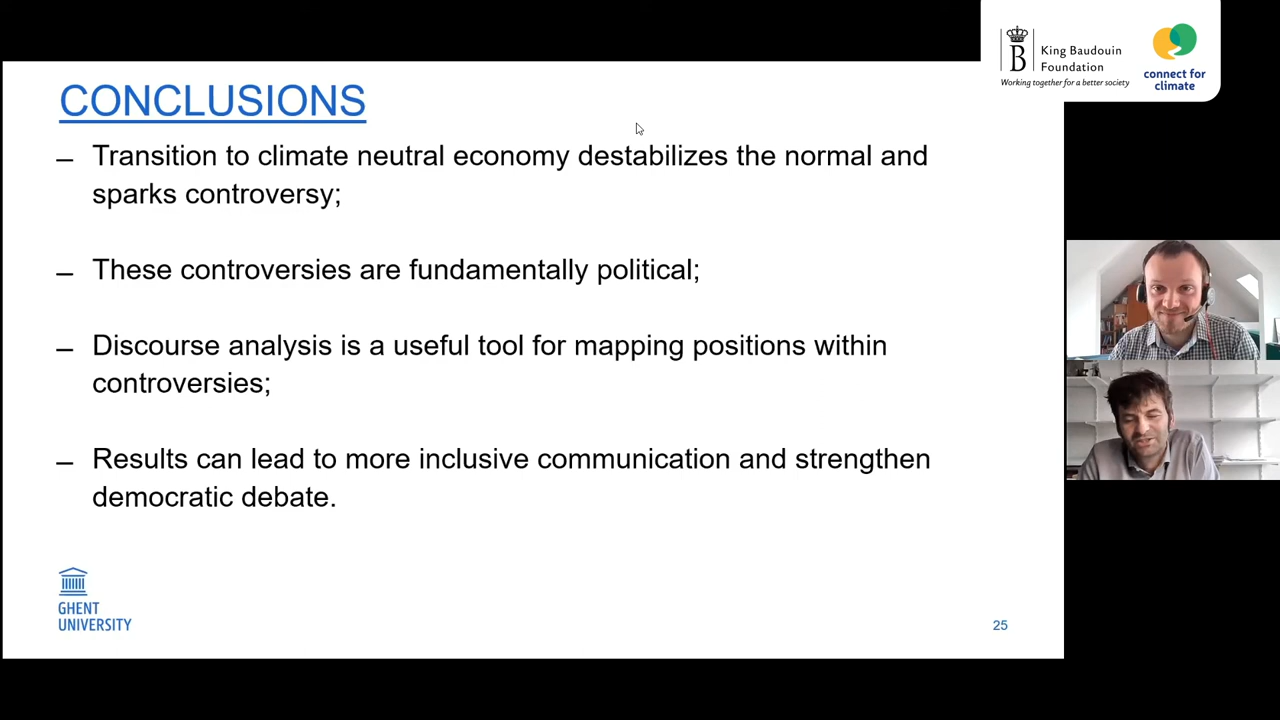 King Baudouin
Foundation
Working together for a better society
connect for
climate
CONCLUSIONS
– Transition to climate neutral economy destabilizes the normal and
sparks controversy;
– These controversies are fundamentally political;
– Discourse analysis is a useful tool for mapping positions within
controversies;
– Results can lead to more inclusive communication and strengthen
democratic debate.
GHENT
UNIVERSITY
25